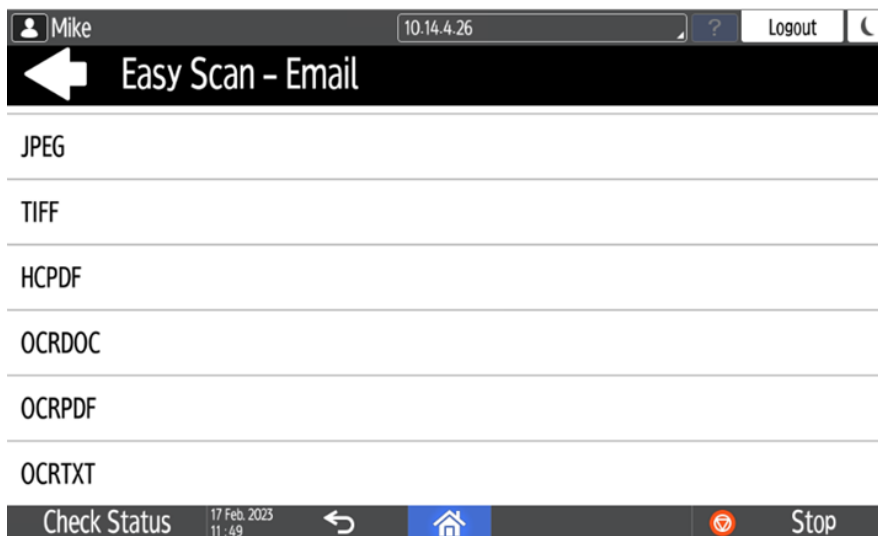 Mike 10.14.4.26 ? Logout
Easy Scan – Email
JPEG
TIFF
HCPDF
OCRDOC
OCRPDF
OCRTXT
Check Status 17 Feb. 2023 Stop
11 : 49